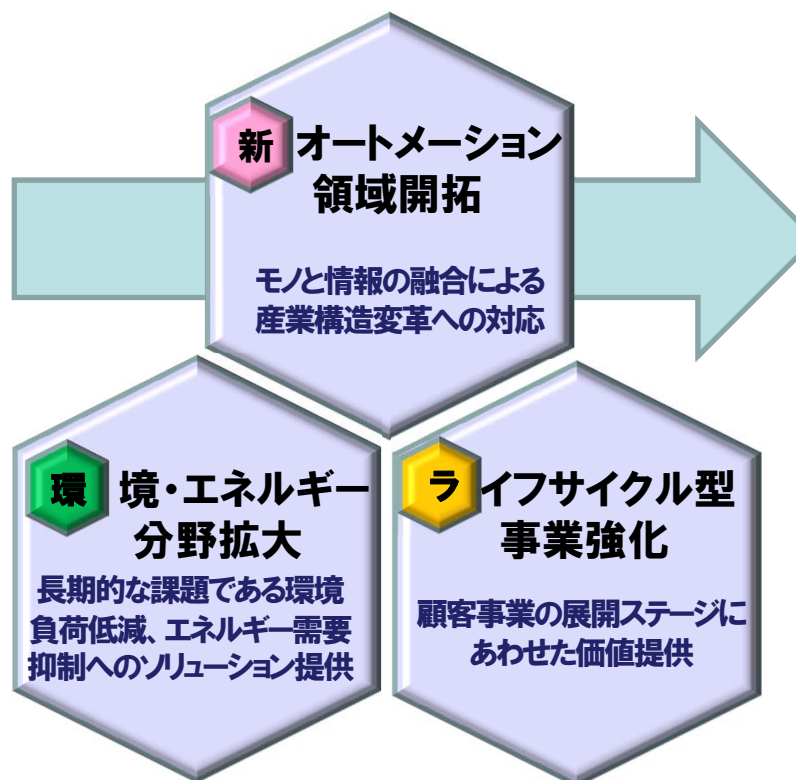 新オートメーション
領域開拓
モノと情報の融合による
産業構造変革への対応
環境・エネルギー
分野拡大
長期的な課題である環境
負荷低減、エネルギー需要
抑制へのソリューション提供
ライフサイクル型
事業強化
顧客事業の展開ステージに
あわせた価値提供